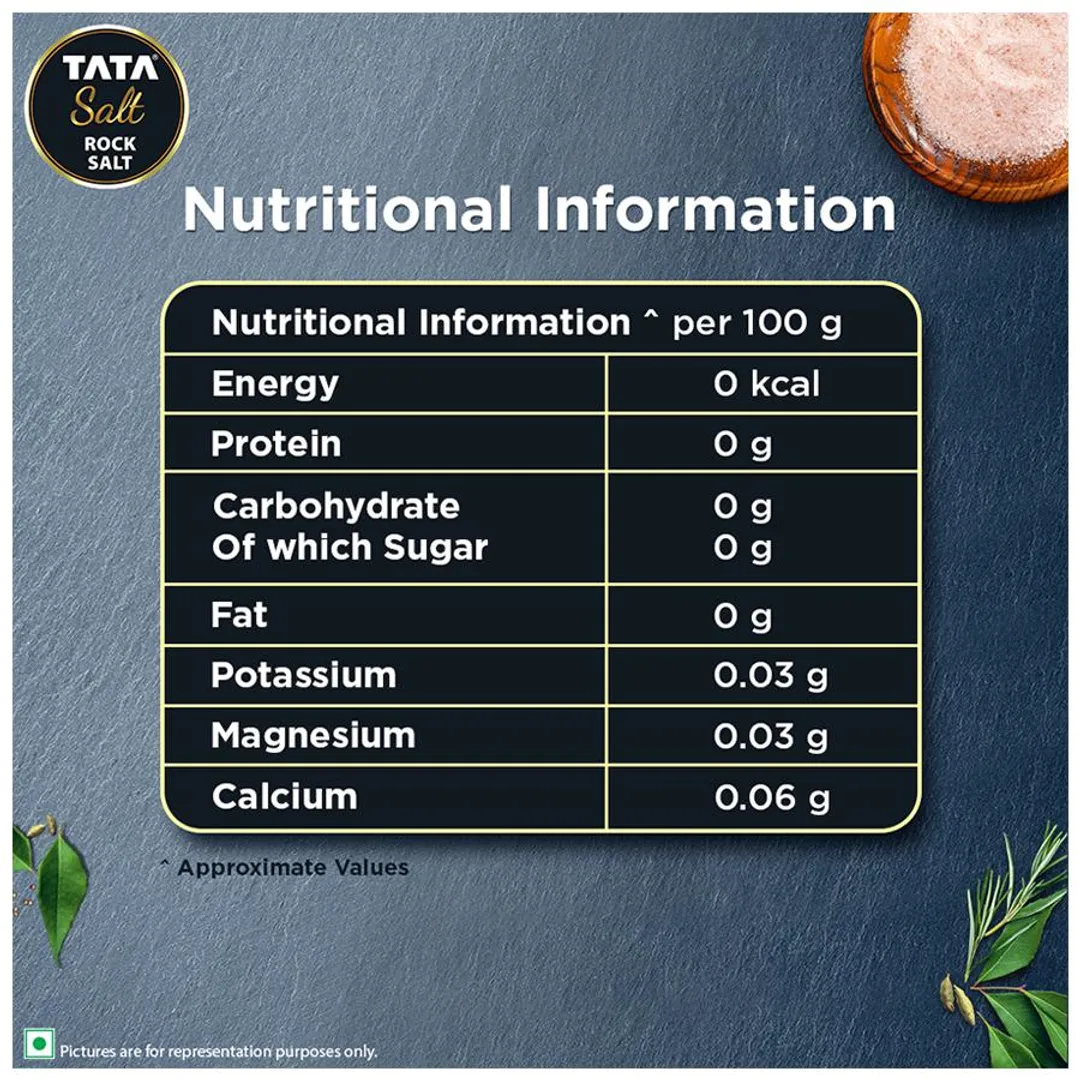 TATA®
Salt
ROCK
SALT
Nutritional Information
Nutritional Information ^ per 100 g
Energy 0 kcal
Protein 0 g
Carbohydrate 0 g
Of which Sugar 0 g
Fat 0 g
Potassium 0.03 g
Magnesium 0.03 g
Calcium 0.06 g
^ Approximate Values
Pictures are for representation purposes only.